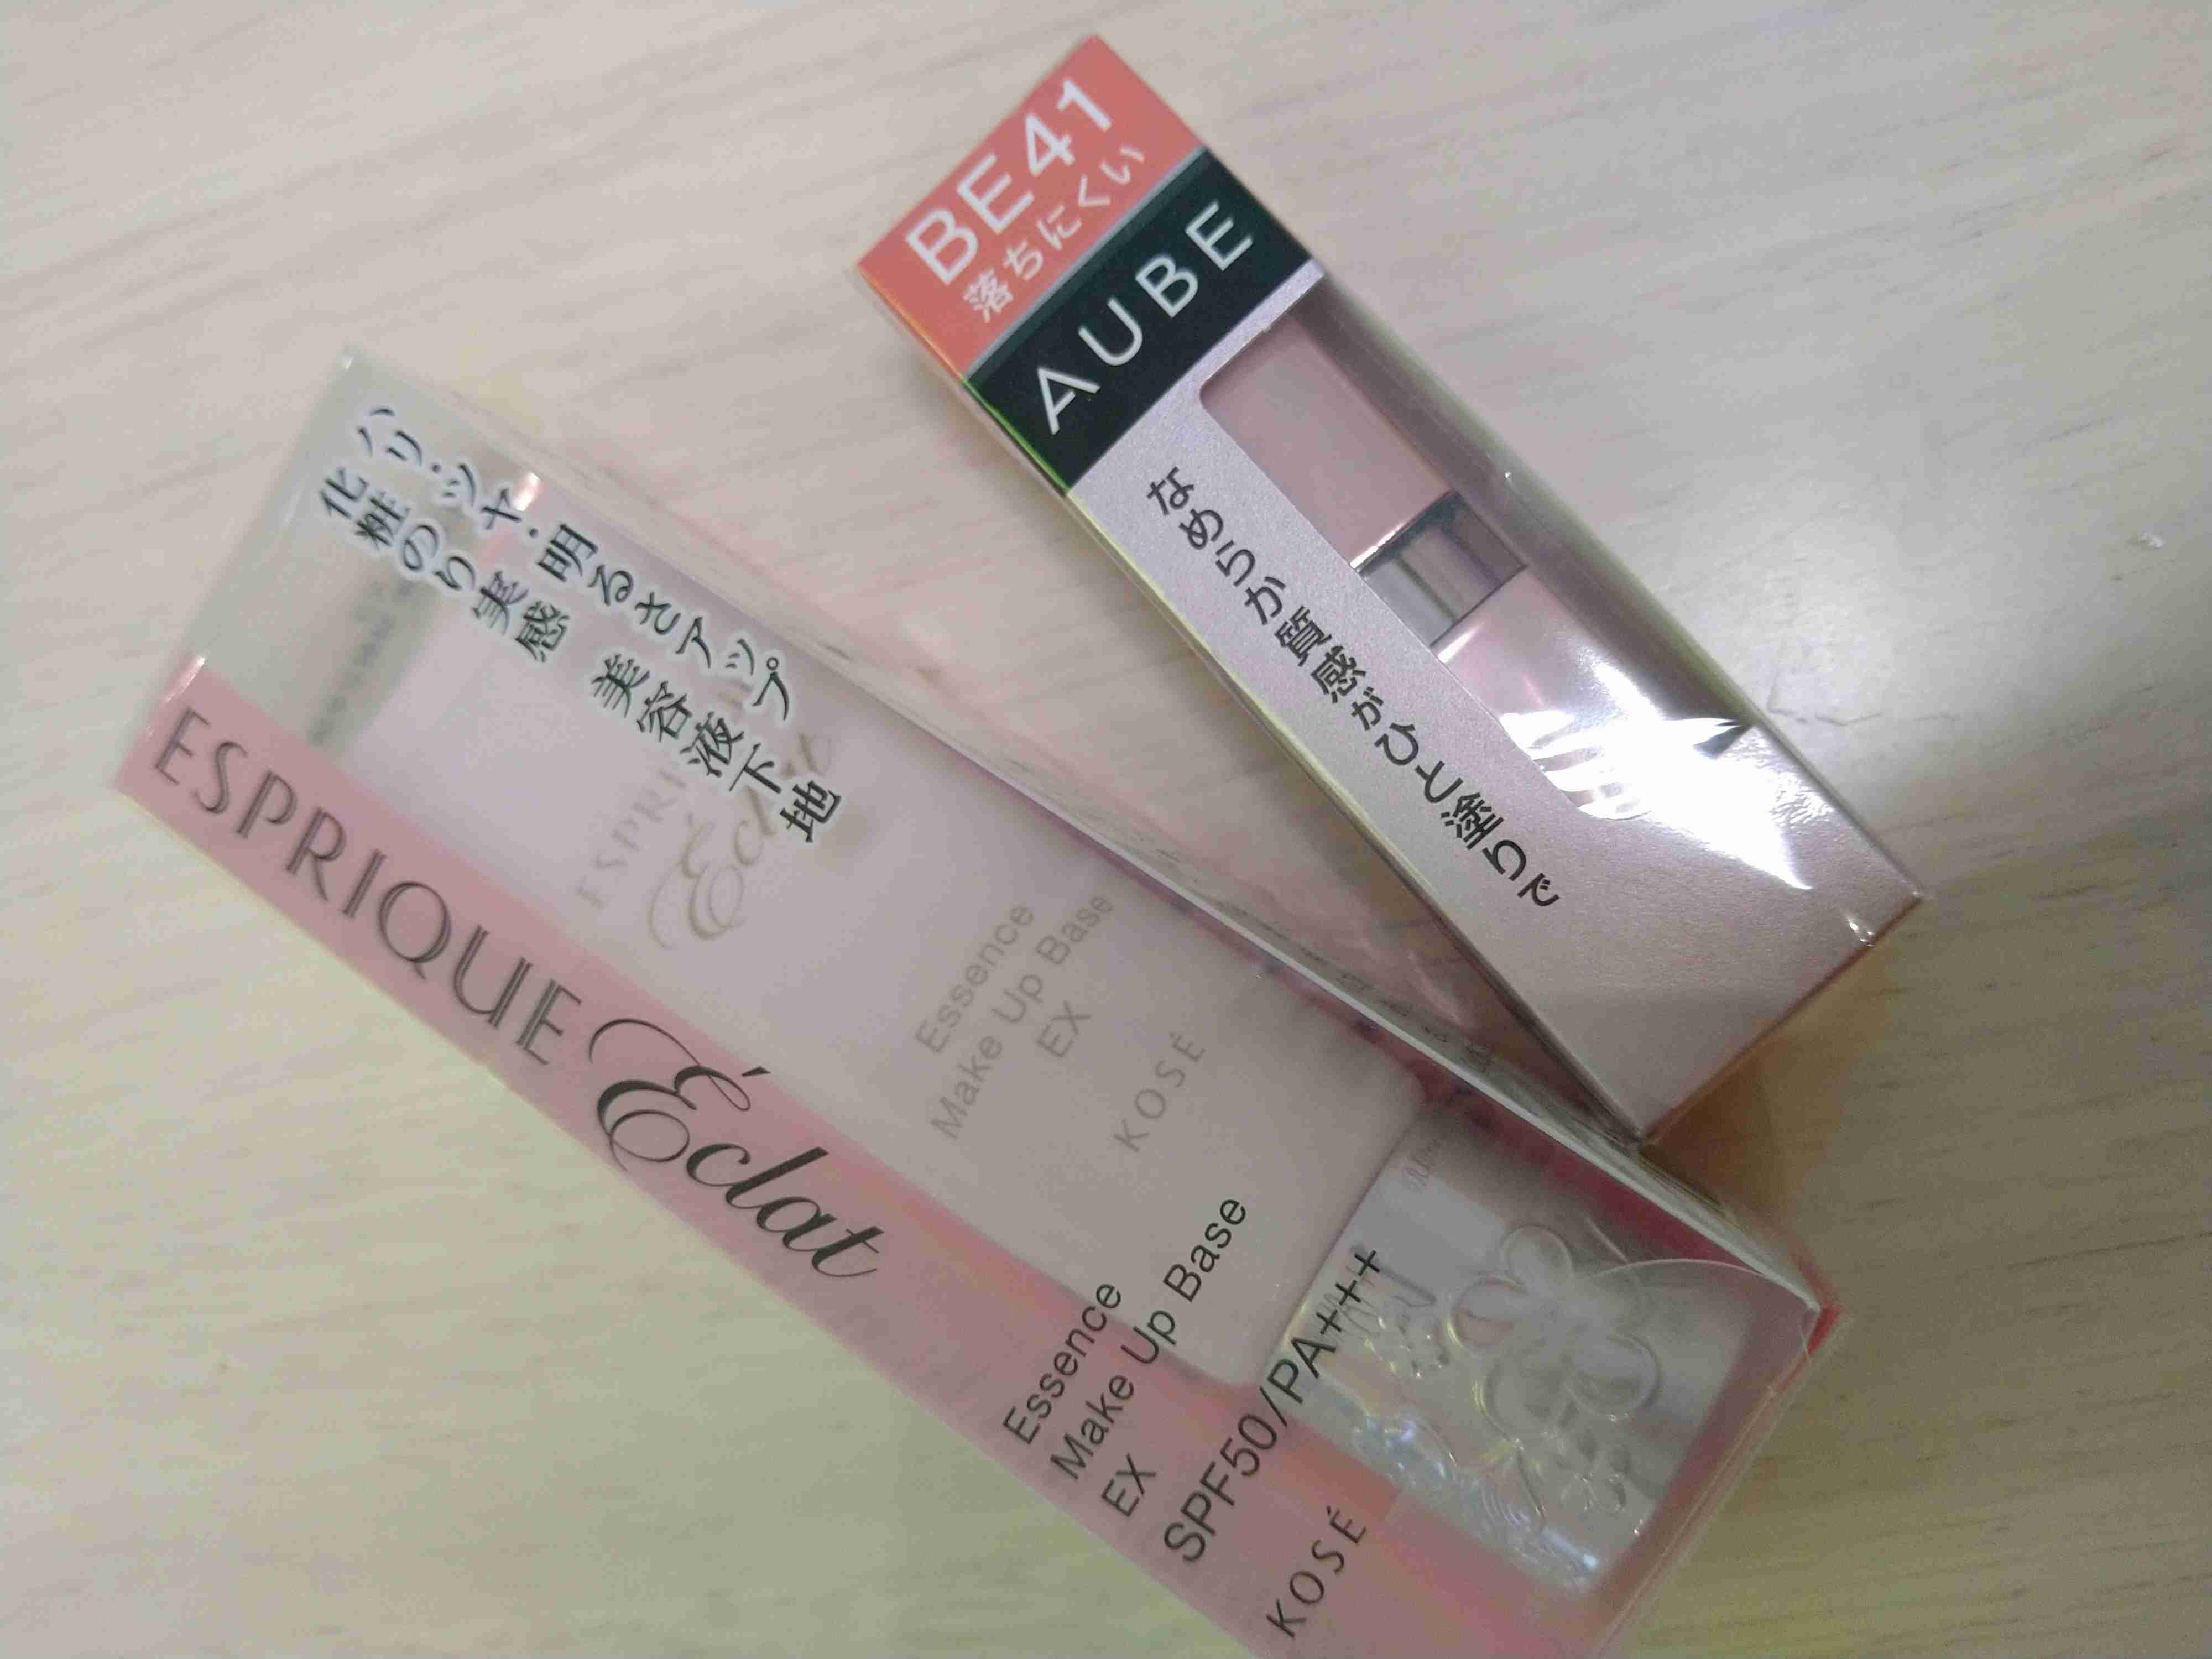 BE41
落ちにくい
AUBE
なめらか質感がひと塗りで
ハリ・ツヤ・明るさアップ
化粧のり実感 美容液下地
ESPRIQUE
Éclat
ESPRI
Éclat
Essence
Make Up Base
EX
KOSÉ
Essence
Make Up Base
EX
SPF50/PA+++
KOSÉ